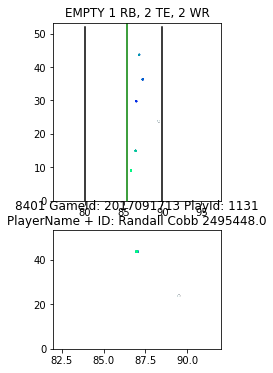 EMPTY 1 RB, 2 TE, 2 WR
50
40
30
20
10
0
80 85 90 95
8401 GameId: 2017091713 PlayId: 1131
PlayerName + ID: Randall Cobb 2495448.0
40
20
0
82.5 85.0 87.5 90.0